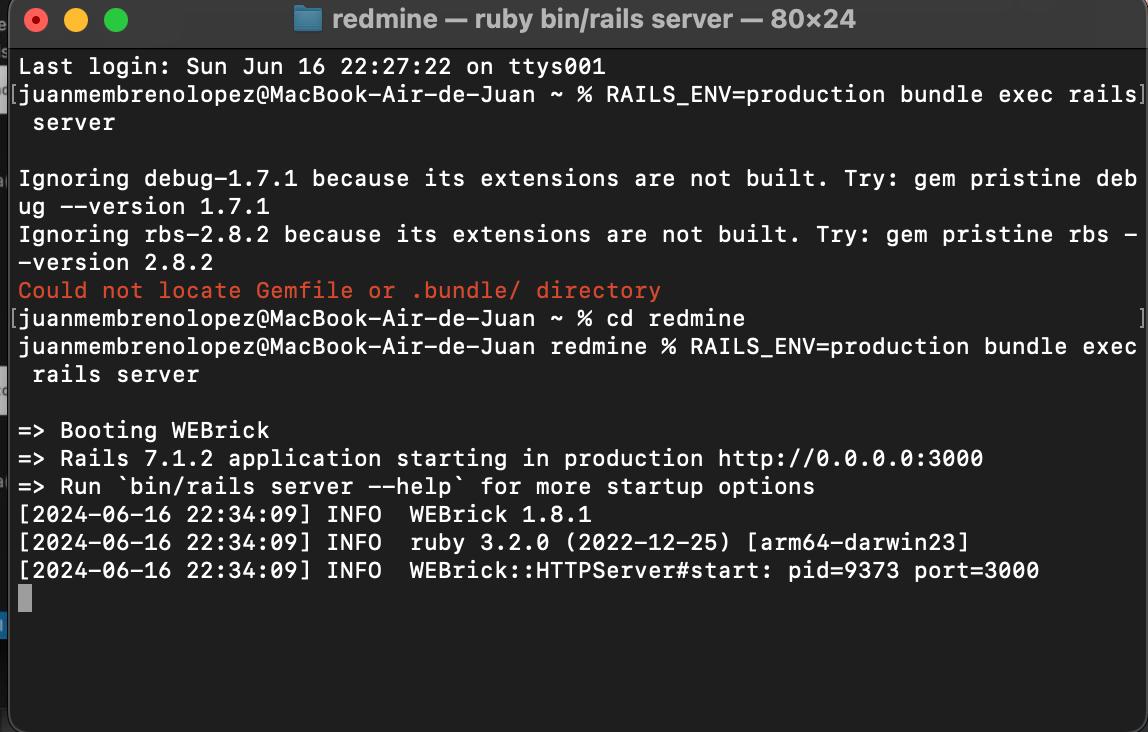 redmine — ruby bin/rails server — 80×24
Last login: Sun Jun 16 22:27:22 on ttys001
[juanmembrenolopez@MacBook-Air-de-Juan ~ % RAILS_ENV=production bundle exec rails]
 server
Ignoring debug-1.7.1 because its extensions are not built. Try: gem pristine deb
ug --version 1.7.1
Ignoring rbs-2.8.2 because its extensions are not built. Try: gem pristine rbs -
-version 2.8.2
Could not locate Gemfile or .bundle/ directory
[juanmembrenolopez@MacBook-Air-de-Juan ~ % cd redmine ]
juanmembrenolopez@MacBook-Air-de-Juan redmine % RAILS_ENV=production bundle exec
 rails server
=> Booting WEBrick
=> Rails 7.1.2 application starting in production http://0.0.0.0:3000
=> Run `bin/rails server --help` for more startup options
[2024-06-16 22:34:09] INFO  WEBrick 1.8.1
[2024-06-16 22:34:09] INFO  ruby 3.2.0 (2022-12-25) [arm64-darwin23]
[2024-06-16 22:34:09] INFO  WEBrick::HTTPServer#start: pid=9373 port=3000